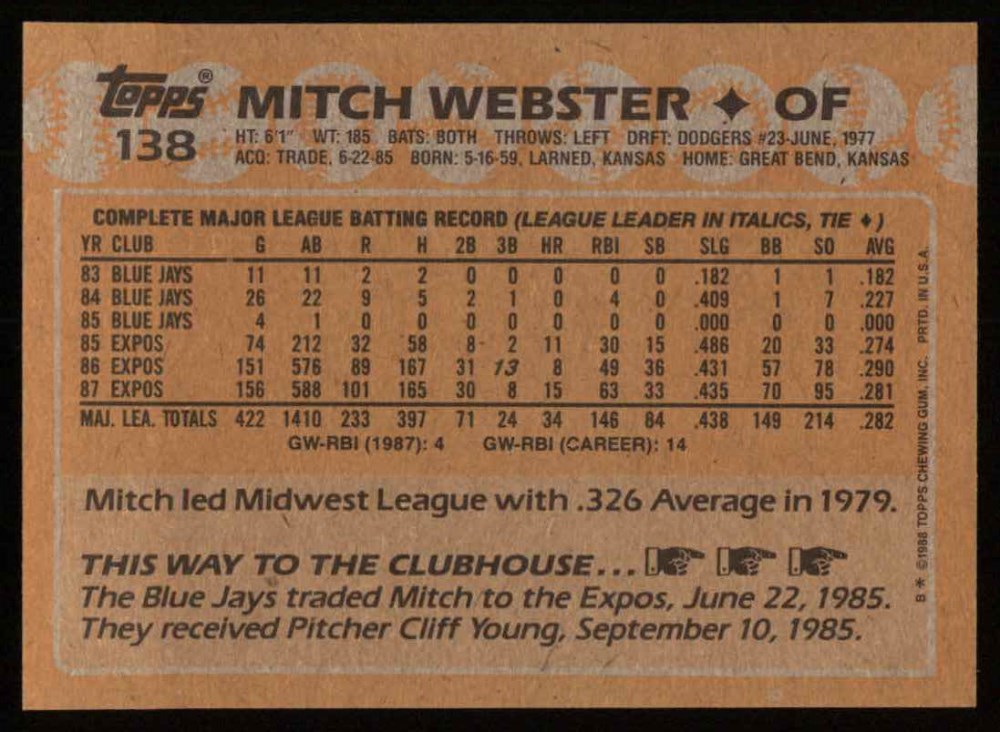 Topps®
138
MITCH WEBSTER ♦ OF
HT: 6'1" WT: 185 BATS: BOTH THROWS: LEFT DRFT: DODGERS #23-JUNE, 1977
ACQ: TRADE, 6-22-85 BORN: 5-16-59, LARNED, KANSAS HOME: GREAT BEND, KANSAS
COMPLETE MAJOR LEAGUE BATTING RECORD (LEAGUE LEADER IN ITALICS, TIE ♦)
YR CLUB G AB R H 2B 3B HR RBI SB SLG BB SO AVG
83 BLUE JAYS 11 11 2 2 0 0 0 0 0 .182 1 1 .182
84 BLUE JAYS 26 22 9 5 2 1 0 4 0 .409 1 7 .227
85 BLUE JAYS 4 1 0 0 0 0 0 0 0 .000 0 0 .000
85 EXPOS 74 212 32 58 8 2 11 30 15 .486 20 33 .274
86 EXPOS 151 576 89 167 31 13 8 49 36 .431 57 78 .290
87 EXPOS 156 588 101 165 30 8 15 63 33 .435 70 95 .281
MAJ. LEA. TOTALS 422 1410 233 397 71 24 34 146 84 .438 149 214 .282
GW-RBI (1987): 4 GW-RBI (CAREER): 14
Mitch led Midwest League with .326 Average in 1979.
THIS WAY TO THE CLUBHOUSE...
The Blue Jays traded Mitch to the Expos, June 22, 1985.
They received Pitcher Cliff Young, September 10, 1985.
B* ©1988 TOPPS CHEWING GUM, INC. PRTD. IN U.S.A.